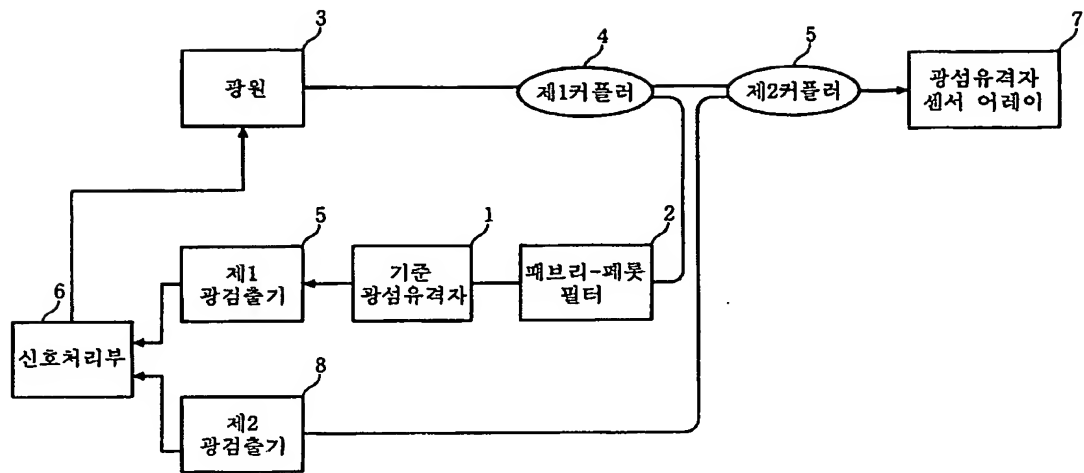 3
광원
4
제1커플러
5
제2커플러
7
광섬유격자
센서 어레이
5
제1
광검출기
1
기준
광섬유격자
2
패브리-페롯
필터
6
신호처리부
8
제2
광검출기